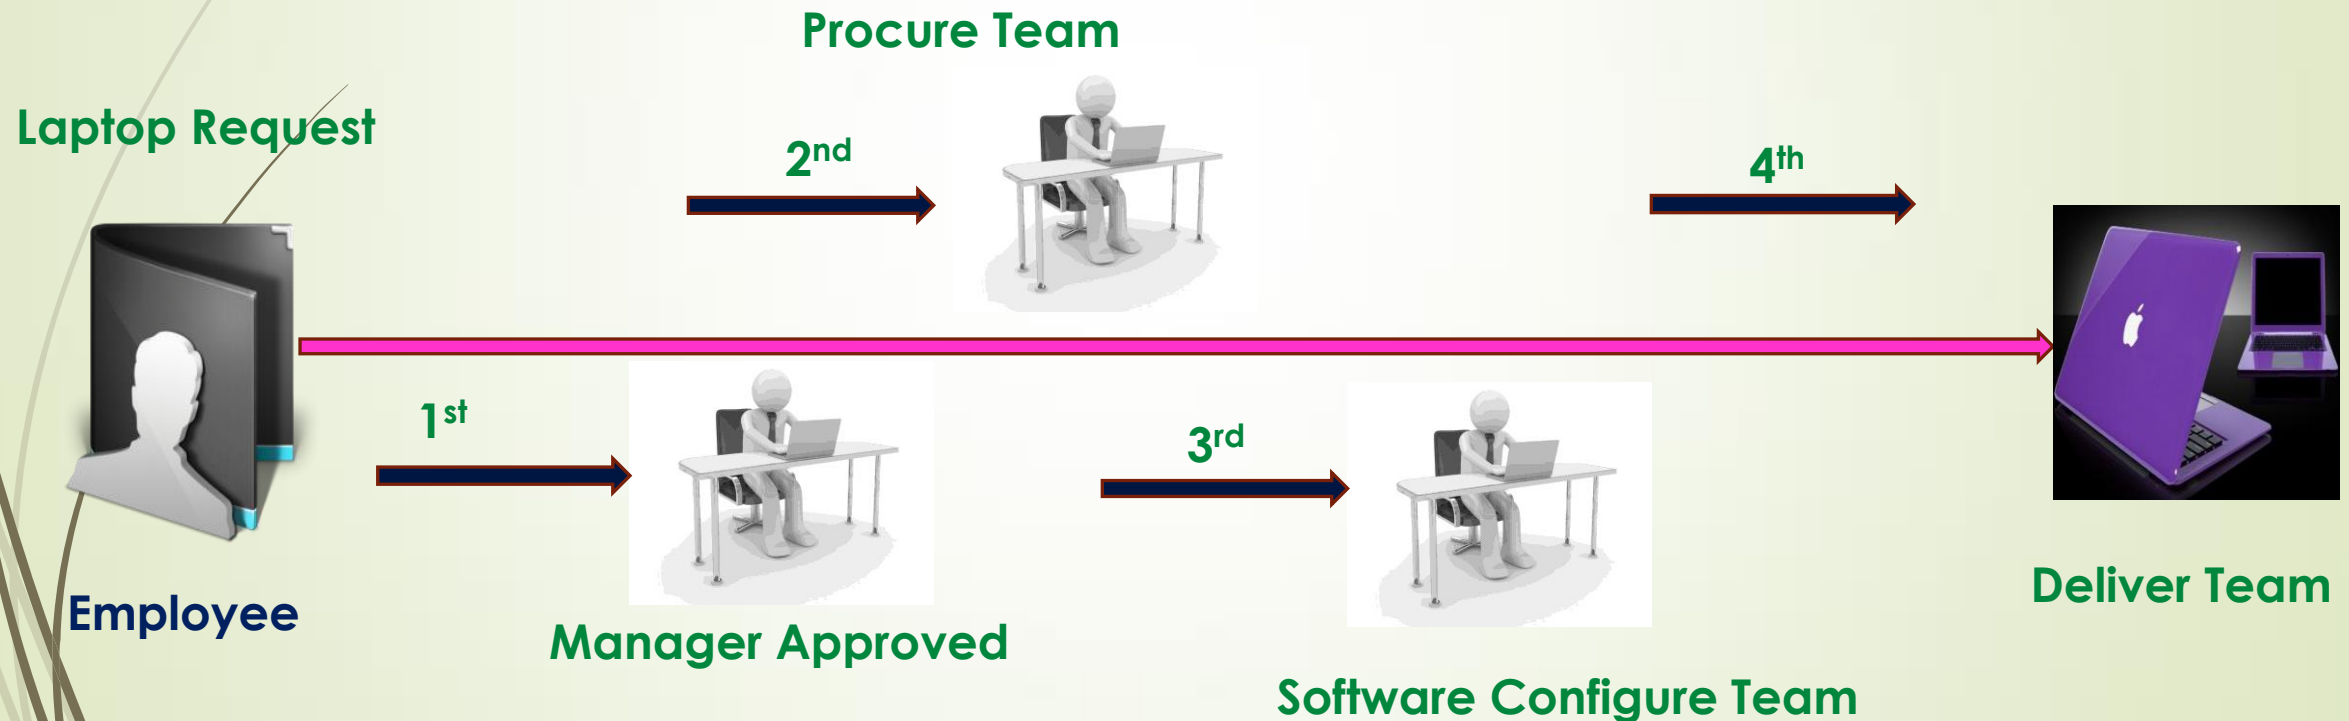 Procure Team
Laptop Request
2nd
4th
1st
3rd
Employee
Manager Approved
Deliver Team
Software Configure Team